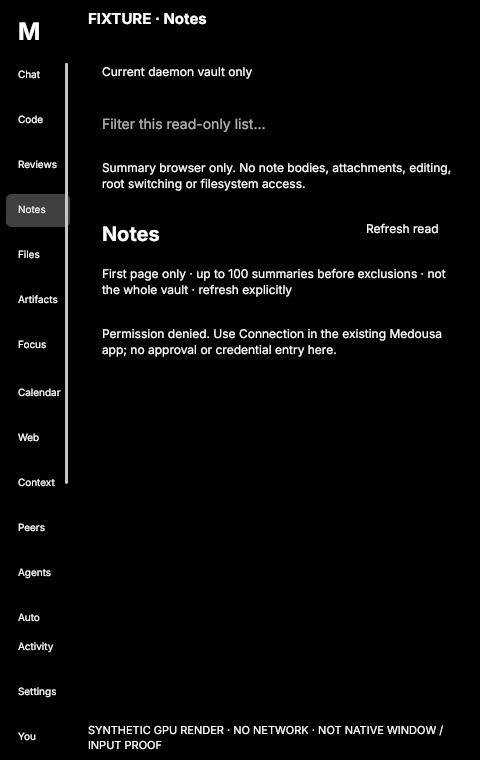 M
FIXTURE · Notes
Chat
Code
Reviews
Notes
Files
Artifacts
Focus
Calendar
Web
Context
Peers
Agents
Auto
Activity
Settings
You
Current daemon vault only
Filter this read-only list...
Summary browser only. No note bodies, attachments, editing,
root switching or filesystem access.
Notes
Refresh read
First page only · up to 100 summaries before exclusions · not
the whole vault · refresh explicitly
Permission denied. Use Connection in the existing Medousa
app; no approval or credential entry here.
SYNTHETIC GPU RENDER · NO NETWORK · NOT NATIVE WINDOW /
INPUT PROOF